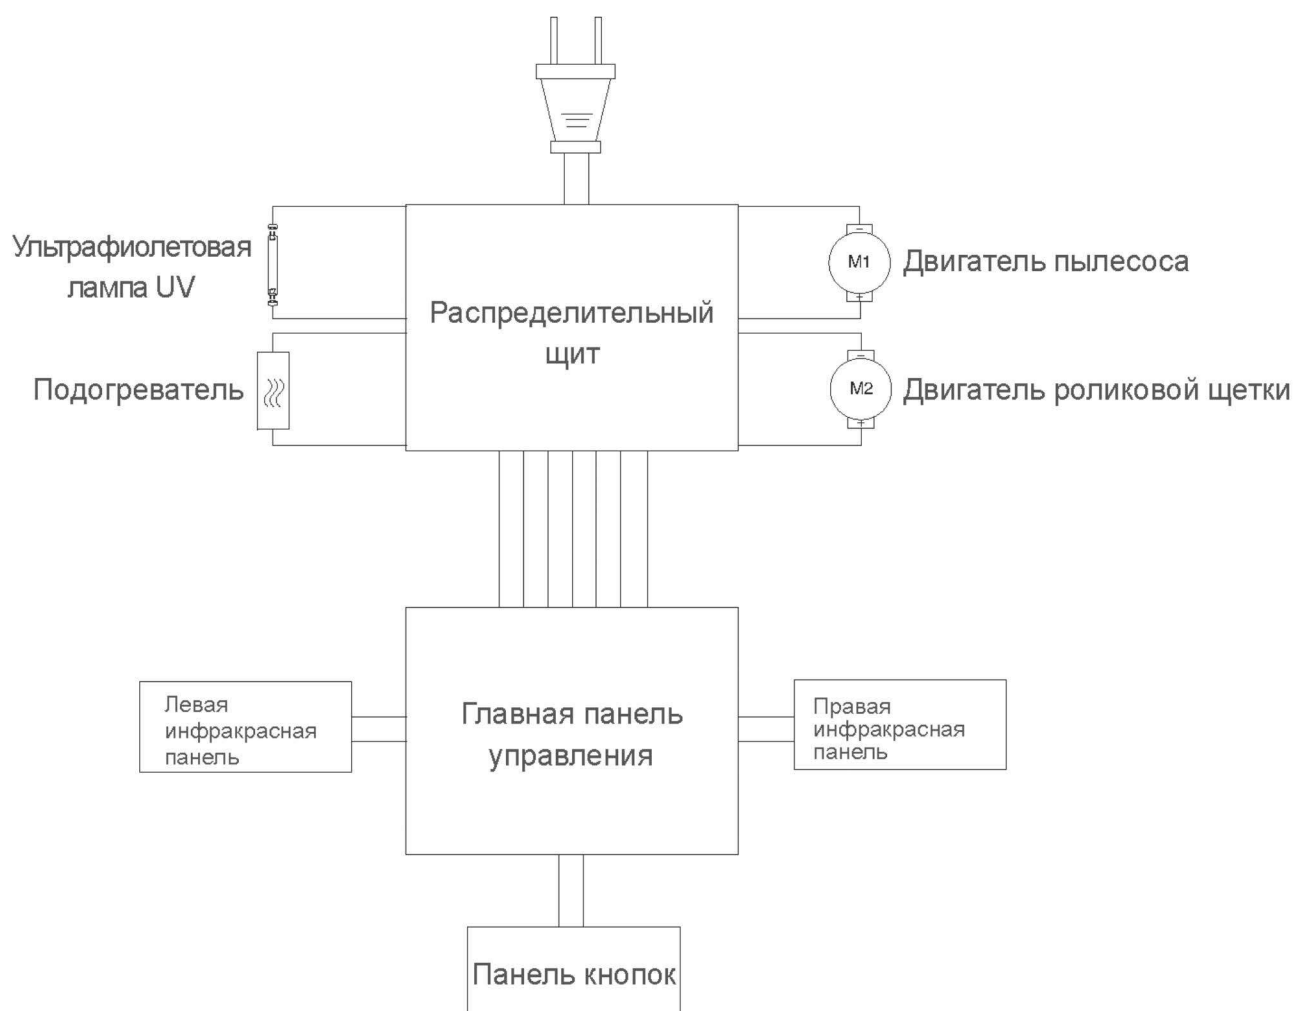 Ультрафиолетовая
лампа UV
Распределительный
щит
M1
Двигатель пылесоса
Подогреватель
M2
Двигатель роликовой щетки
Левая
инфракрасная
панель
Главная панель
управления
Правая
инфракрасная
панель
Панель кнопок